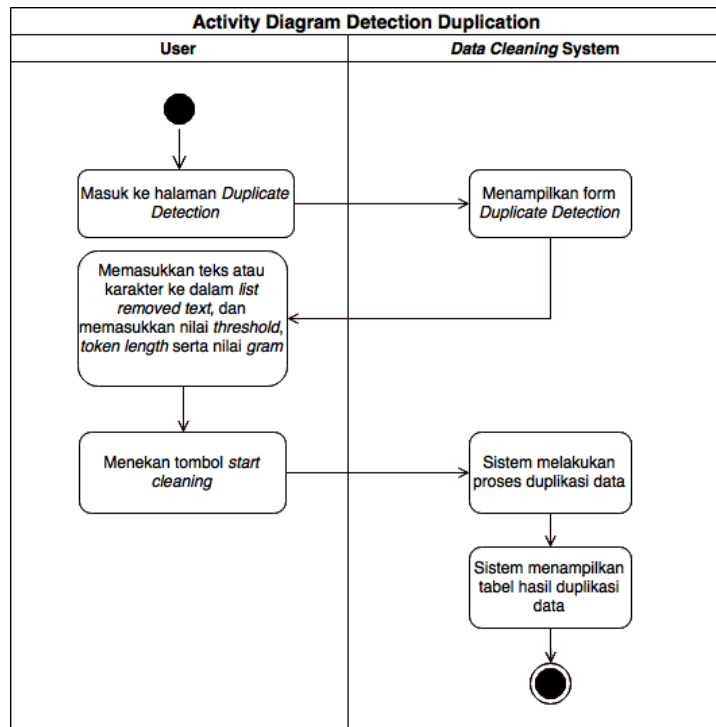 Activity Diagram Detection Duplication
User
Data Cleaning System
Masuk ke halaman Duplicate
Detection
Menampilkan form
Duplicate Detection
Memasukkan teks atau
karakter ke dalam list
removed text, dan
memasukkan nilai threshold,
token length serta nilai gram
Menekan tombol start
cleaning
Sistem melakukan
proses duplikasi data
Sistem menampilkan
tabel hasil duplikasi
data